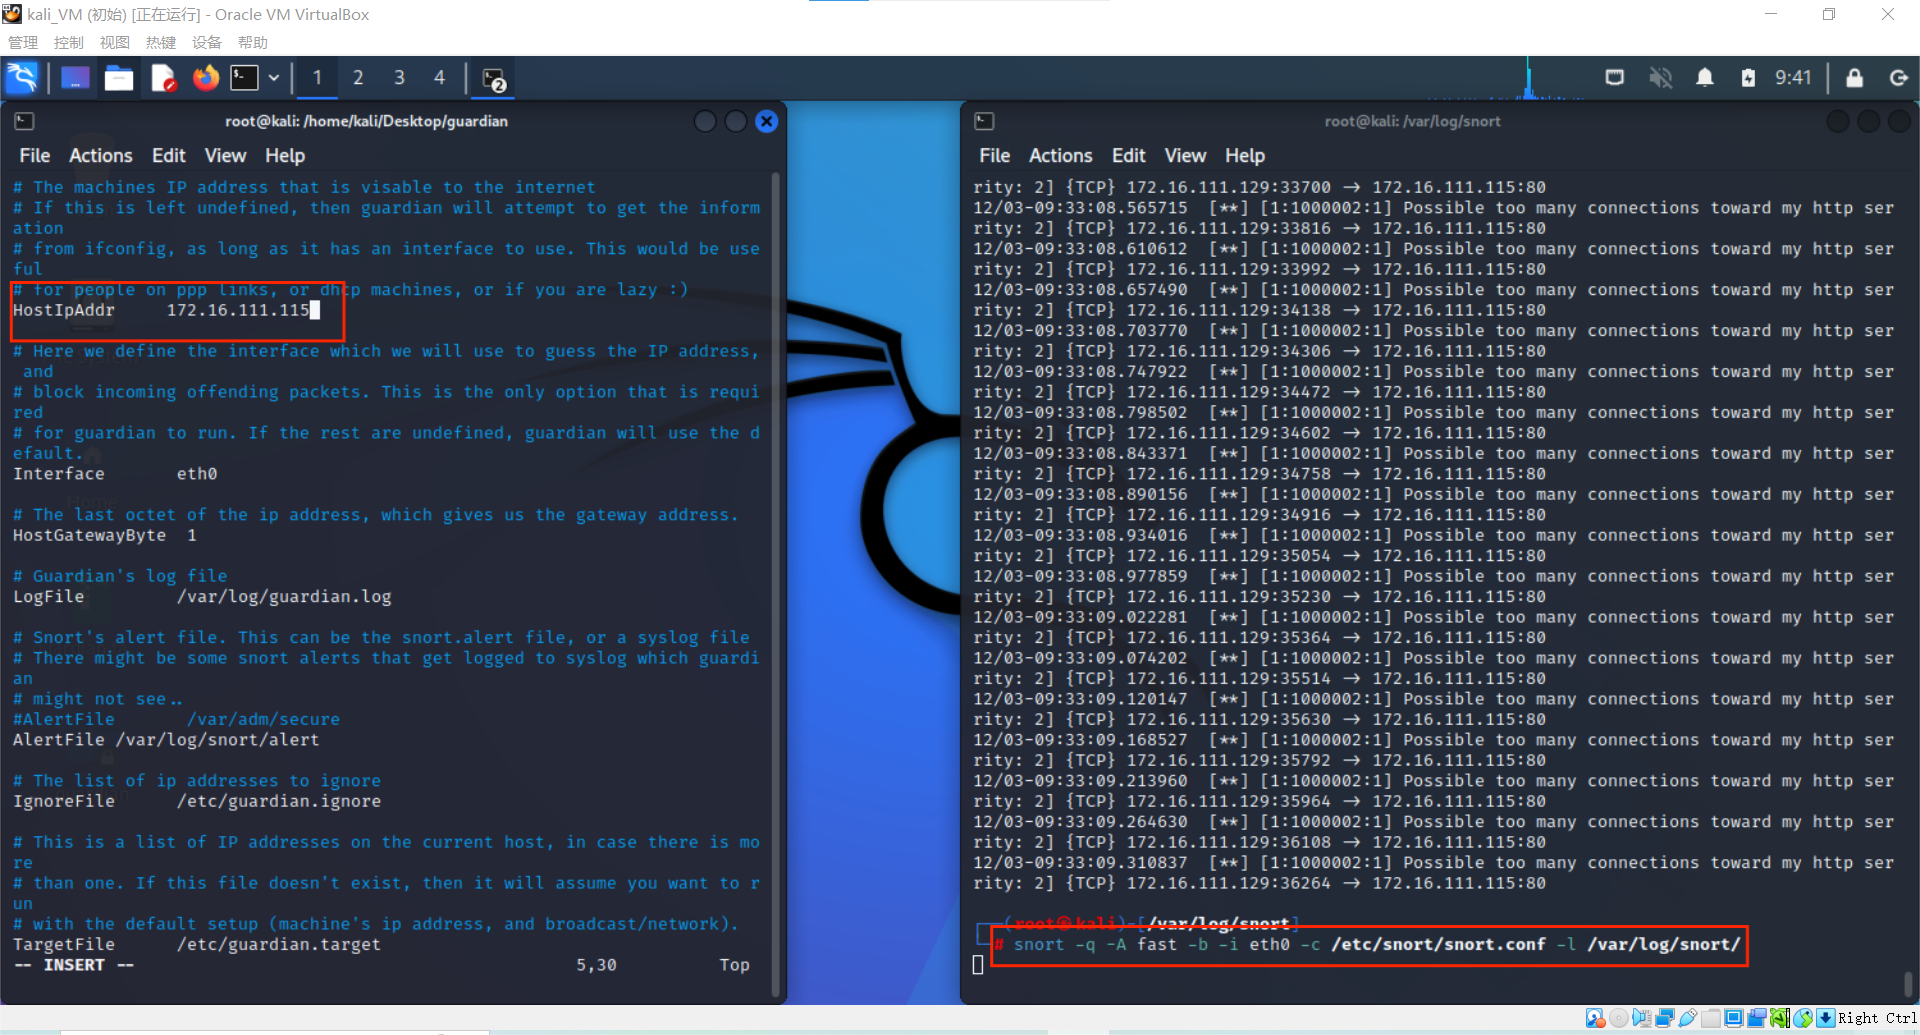 kali_VM (初始) [正在运行] - Oracle VM VirtualBox
管理 控制 视图 热键 设备 帮助
1 2 3 4 2 9:41
root@kali: /home/kali/Desktop/guardian
File Actions Edit View Help
# The machines IP address that is visable to the internet
# If this is left undefined, then guardian will attempt to get the inform
ation
# from ifconfig, as long as it has an interface to use. This would be use
ful
# for people on ppp links, or dhcp machines, or if you are lazy :)
HostIpAddr 172.16.111.115
# Here we define the interface which we will use to guess the IP address,
and
# block incoming offending packets. This is the only option that is requi
red
# for guardian to run. If the rest are undefined, guardian will use the d
efault.
Interface eth0
# The last octet of the ip address, which gives us the gateway address.
HostGatewayByte 1
# Guardian's log file
LogFile /var/log/guardian.log
# Snort's alert file. This can be the snort.alert file, or a syslog file
# There might be some snort alerts that get logged to syslog which guardi
an
# might not see..
#AlertFile /var/adm/secure
AlertFile /var/log/snort/alert
# The list of ip addresses to ignore
IgnoreFile /etc/guardian.ignore
# This is a list of IP addresses on the current host, in case there is mo
re
# than one. If this file doesn't exist, then it will assume you want to r
un
# with the default setup (machine's ip address, and broadcast/network).
TargetFile /etc/guardian.target
-- INSERT -- 5,30 Top
root@kali: /var/log/snort
File Actions Edit View Help
rity: 2] {TCP} 172.16.111.129:33700 → 172.16.111.115:80
12/03-09:33:08.565715 [**] [1:1000002:1] Possible too many connections toward my http ser
rity: 2] {TCP} 172.16.111.129:33816 → 172.16.111.115:80
12/03-09:33:08.610612 [**] [1:1000002:1] Possible too many connections toward my http ser
rity: 2] {TCP} 172.16.111.129:33992 → 172.16.111.115:80
12/03-09:33:08.657490 [**] [1:1000002:1] Possible too many connections toward my http ser
rity: 2] {TCP} 172.16.111.129:34138 → 172.16.111.115:80
12/03-09:33:08.703770 [**] [1:1000002:1] Possible too many connections toward my http ser
rity: 2] {TCP} 172.16.111.129:34306 → 172.16.111.115:80
12/03-09:33:08.747922 [**] [1:1000002:1] Possible too many connections toward my http ser
rity: 2] {TCP} 172.16.111.129:34472 → 172.16.111.115:80
12/03-09:33:08.798502 [**] [1:1000002:1] Possible too many connections toward my http ser
rity: 2] {TCP} 172.16.111.129:34602 → 172.16.111.115:80
12/03-09:33:08.843371 [**] [1:1000002:1] Possible too many connections toward my http ser
rity: 2] {TCP} 172.16.111.129:34758 → 172.16.111.115:80
12/03-09:33:08.890156 [**] [1:1000002:1] Possible too many connections toward my http ser
rity: 2] {TCP} 172.16.111.129:34916 → 172.16.111.115:80
12/03-09:33:08.934016 [**] [1:1000002:1] Possible too many connections toward my http ser
rity: 2] {TCP} 172.16.111.129:35054 → 172.16.111.115:80
12/03-09:33:08.977859 [**] [1:1000002:1] Possible too many connections toward my http ser
rity: 2] {TCP} 172.16.111.129:35230 → 172.16.111.115:80
12/03-09:33:09.022281 [**] [1:1000002:1] Possible too many connections toward my http ser
rity: 2] {TCP} 172.16.111.129:35364 → 172.16.111.115:80
12/03-09:33:09.074202 [**] [1:1000002:1] Possible too many connections toward my http ser
rity: 2] {TCP} 172.16.111.129:35514 → 172.16.111.115:80
12/03-09:33:09.120147 [**] [1:1000002:1] Possible too many connections toward my http ser
rity: 2] {TCP} 172.16.111.129:35630 → 172.16.111.115:80
12/03-09:33:09.168527 [**] [1:1000002:1] Possible too many connections toward my http ser
rity: 2] {TCP} 172.16.111.129:35792 → 172.16.111.115:80
12/03-09:33:09.213960 [**] [1:1000002:1] Possible too many connections toward my http ser
rity: 2] {TCP} 172.16.111.129:35964 → 172.16.111.115:80
12/03-09:33:09.264630 [**] [1:1000002:1] Possible too many connections toward my http ser
rity: 2] {TCP} 172.16.111.129:36108 → 172.16.111.115:80
12/03-09:33:09.310837 [**] [1:1000002:1] Possible too many connections toward my http ser
rity: 2] {TCP} 172.16.111.129:36264 → 172.16.111.115:80
(root㉿kali)-[/var/log/snort]
# snort -q -A fast -b -i eth0 -c /etc/snort/snort.conf -l /var/log/snort/
Right Ctrl